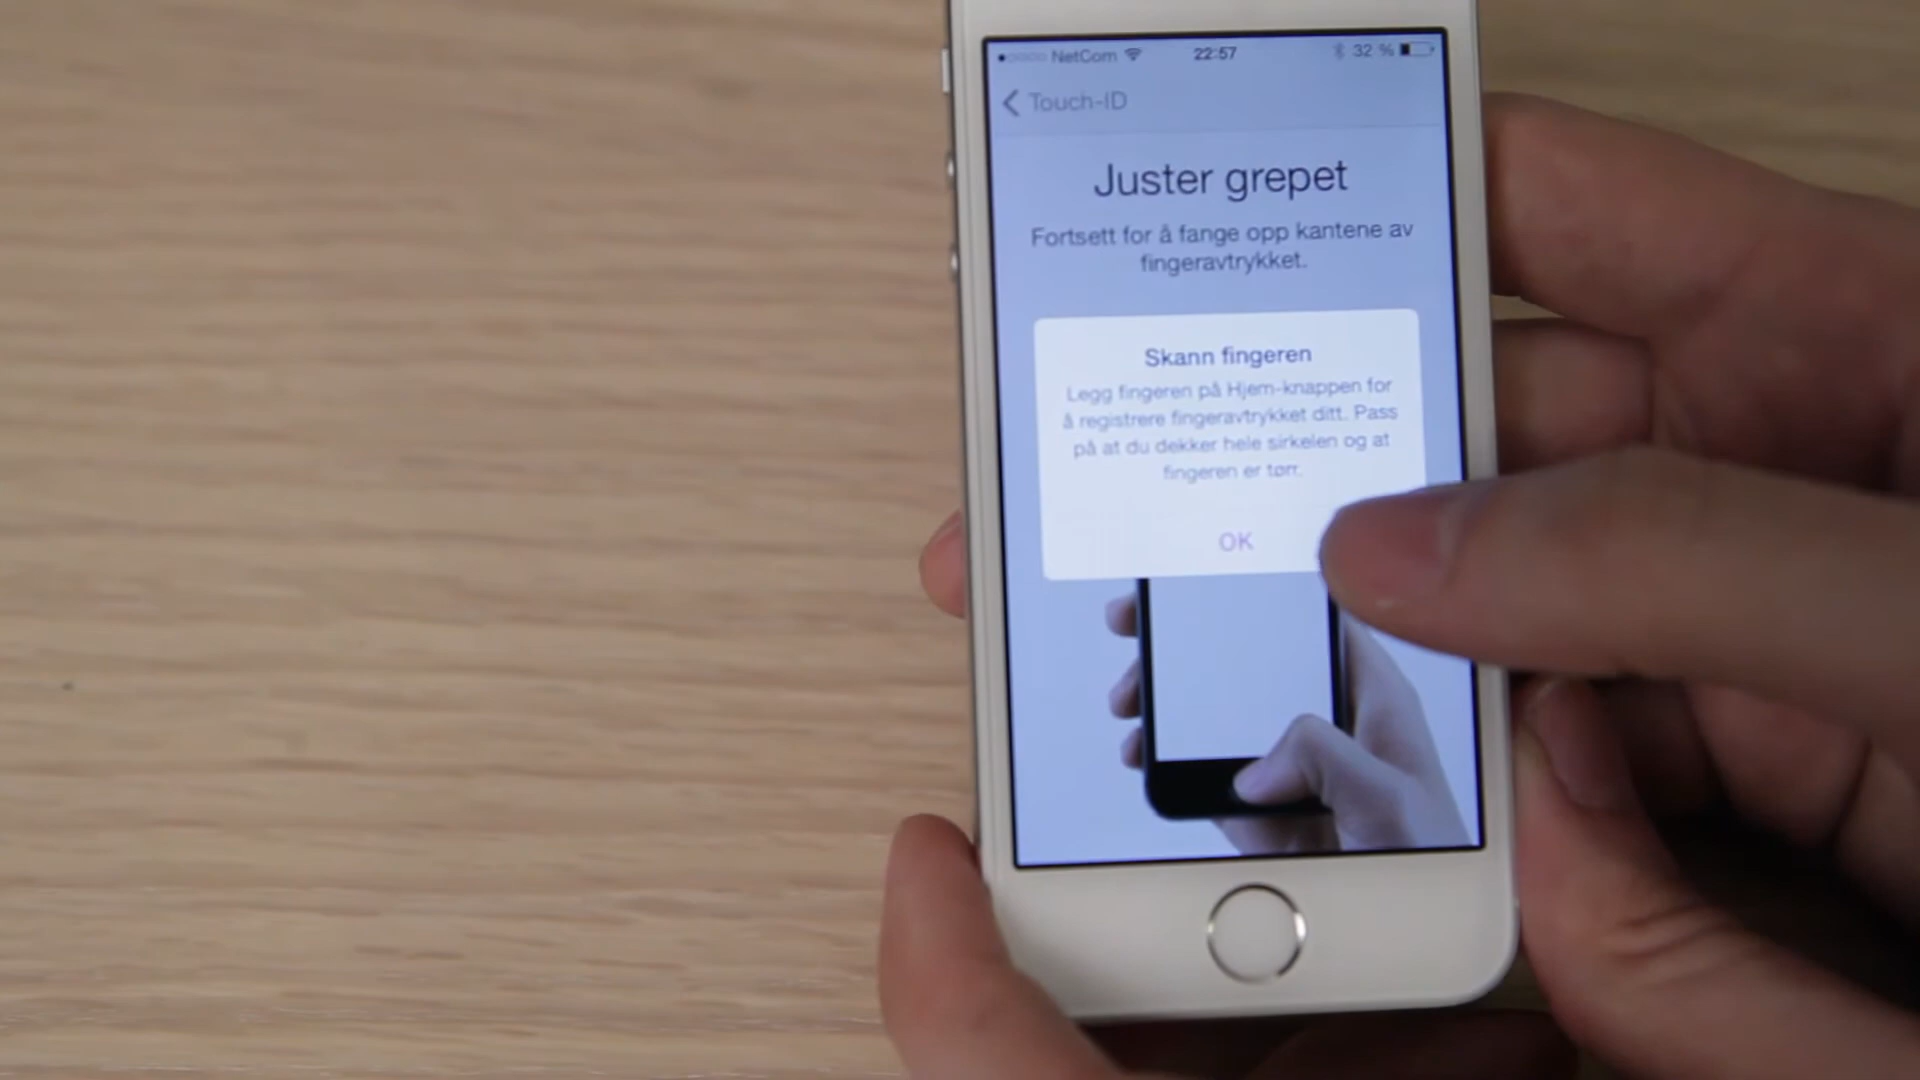 NetCom 22:57 32 %
Touch-ID
Juster grepet
Fortsett for å fange opp kantene av
fingeravtrykket.
Skann fingeren
Legg fingeren på Hjem-knappen for
å registrere fingeravtrykket ditt. Pass
på at du dekker hele sirkelen og at
fingeren er tørr.
OK